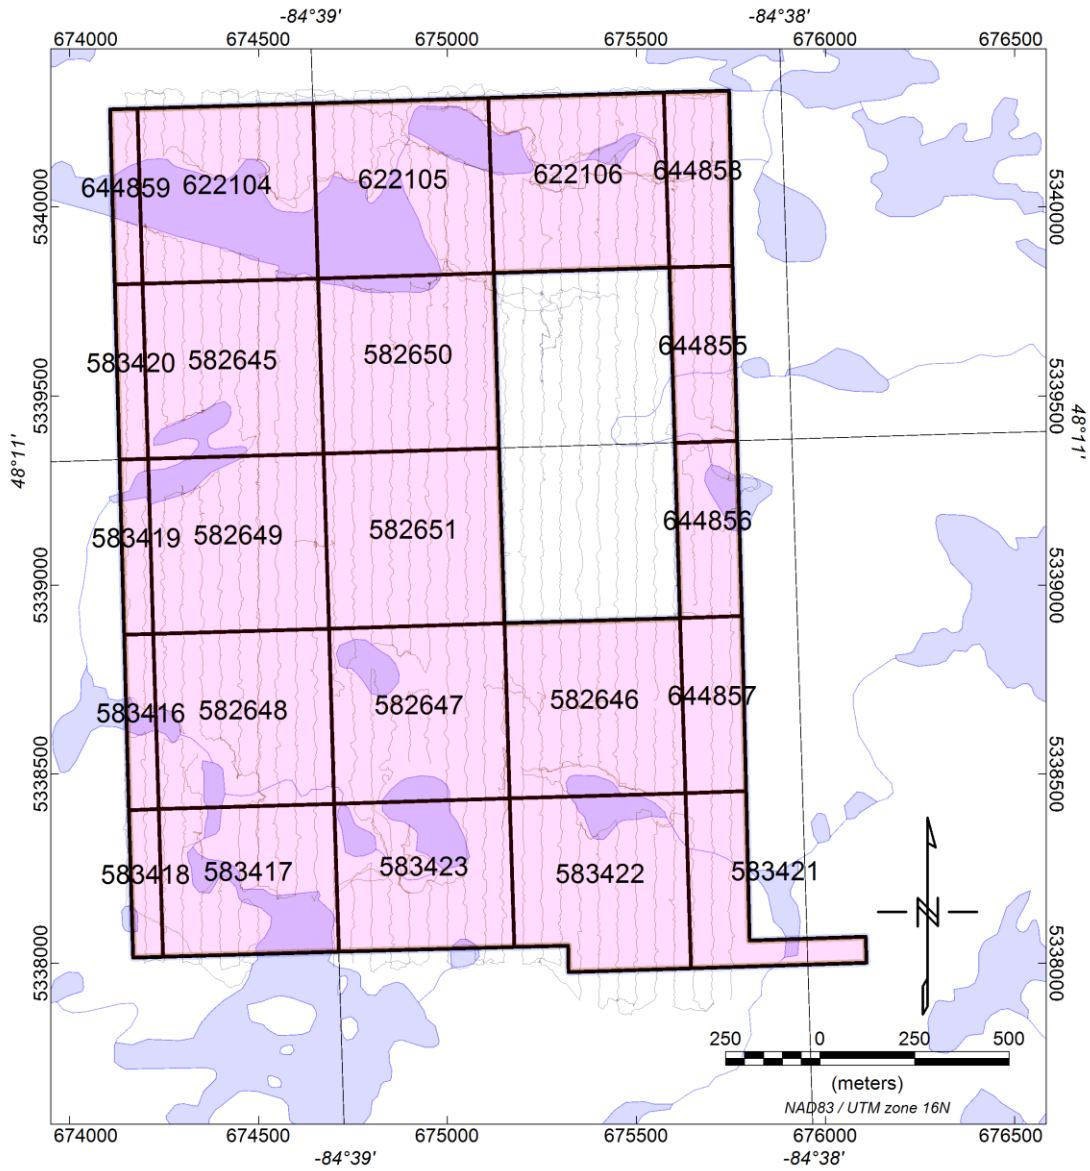 -84°39' -84°38'
674000 674500 675000 675500 676000 676500
5340000 644859 622104 622105 622106 644858 5340000
583420 582645 582650 644855
5339500 5339500
48°11' 48°11'
583419 582649 582651 644856
5339000 5339000
583416 582648 582647 582646 644857
5338500 5338500
583418 583417 583423 583422 583421
N
5338000 5338000
250 0 250 500
(meters)
NAD83 / UTM zone 16N
674000 674500 675000 675500 676000 676500
-84°39' -84°38'